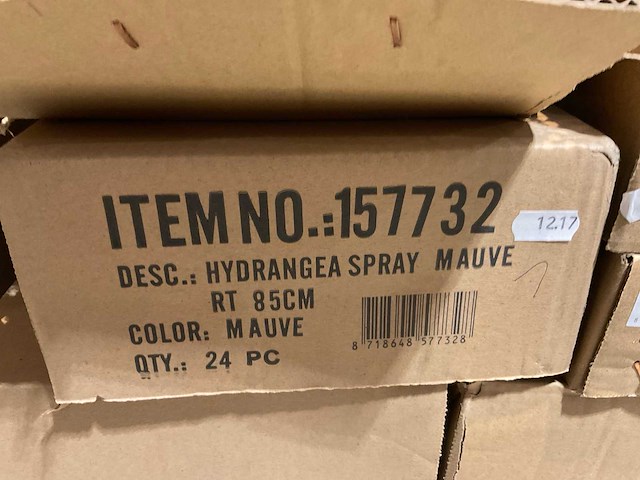 ITEM NO.:157732
12.17
DESC.: HYDRANGEA SPRAY MAUVE
RT 85CM
COLOR: MAUVE
QTY.: 24 PC
8 718648 577328